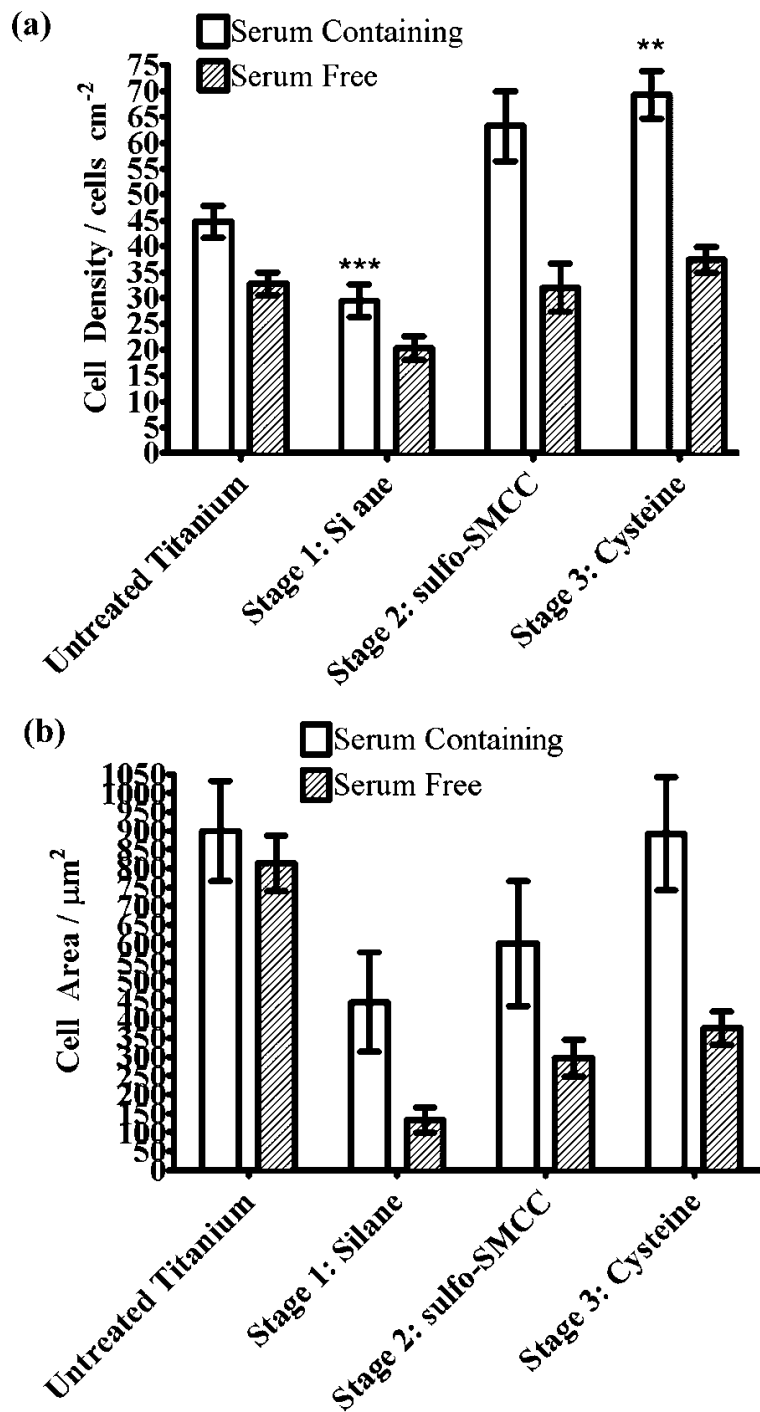 (a)
Serum Containing
Serum Free
**
***
75
70
65
60
55
50
45
40
35
30
25
20
15
10
5
0
Cell Density / cells cm-2
Untreated Titanium
Stage 1: Si ane
Stage 2: sulfo-SMCC
Stage 3: Cysteine
(b)
Serum Containing
Serum Free
1050
1000
950
900
850
800
750
700
650
600
550
500
450
400
350
300
250
200
150
100
50
0
Cell Area / μm2
Untreated Titanium
Stage 1: Silane
Stage 2: sulfo-SMCC
Stage 3: Cysteine